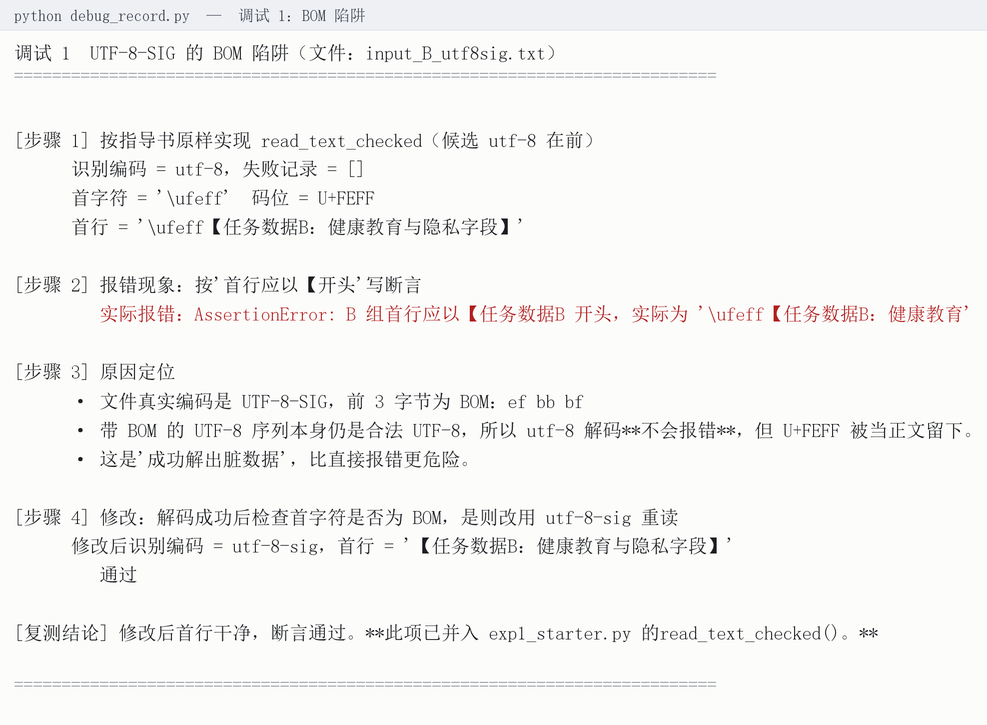 python debug_record.py — 调试 1：BOM 陷阱
调试 1 UTF-8-SIG 的 BOM 陷阱（文件：input_B_utf8sig.txt）
==========================================================================
[步骤 1] 按指导书原样实现 read_text_checked（候选 utf-8 在前）
识别编码 = utf-8，失败记录 = []
首字符 = '\ufeff' 码位 = U+FEFF
首行 = '\ufeff【任务数据B：健康教育与隐私字段】'
[步骤 2] 报错现象：按'首行应以【开头'写断言
实际报错：AssertionError: B 组首行应以【任务数据B 开头，实际为 '\ufeff【任务数据B：健康教育'
[步骤 3] 原因定位
• 文件真实编码是 UTF-8-SIG，前 3 字节为 BOM：ef bb bf
• 带 BOM 的 UTF-8 序列本身仍是合法 UTF-8，所以 utf-8 解码**不会报错**，但 U+FEFF 被当正文留下。
• 这是'成功解出脏数据'，比直接报错更危险。
[步骤 4] 修改：解码成功后检查首字符是否为 BOM，是则改用 utf-8-sig 重读
修改后识别编码 = utf-8-sig，首行 = '【任务数据B：健康教育与隐私字段】'
通过
[复测结论] 修改后首行干净，断言通过。**此项已并入 exp1_starter.py 的read_text_checked()。**
==========================================================================